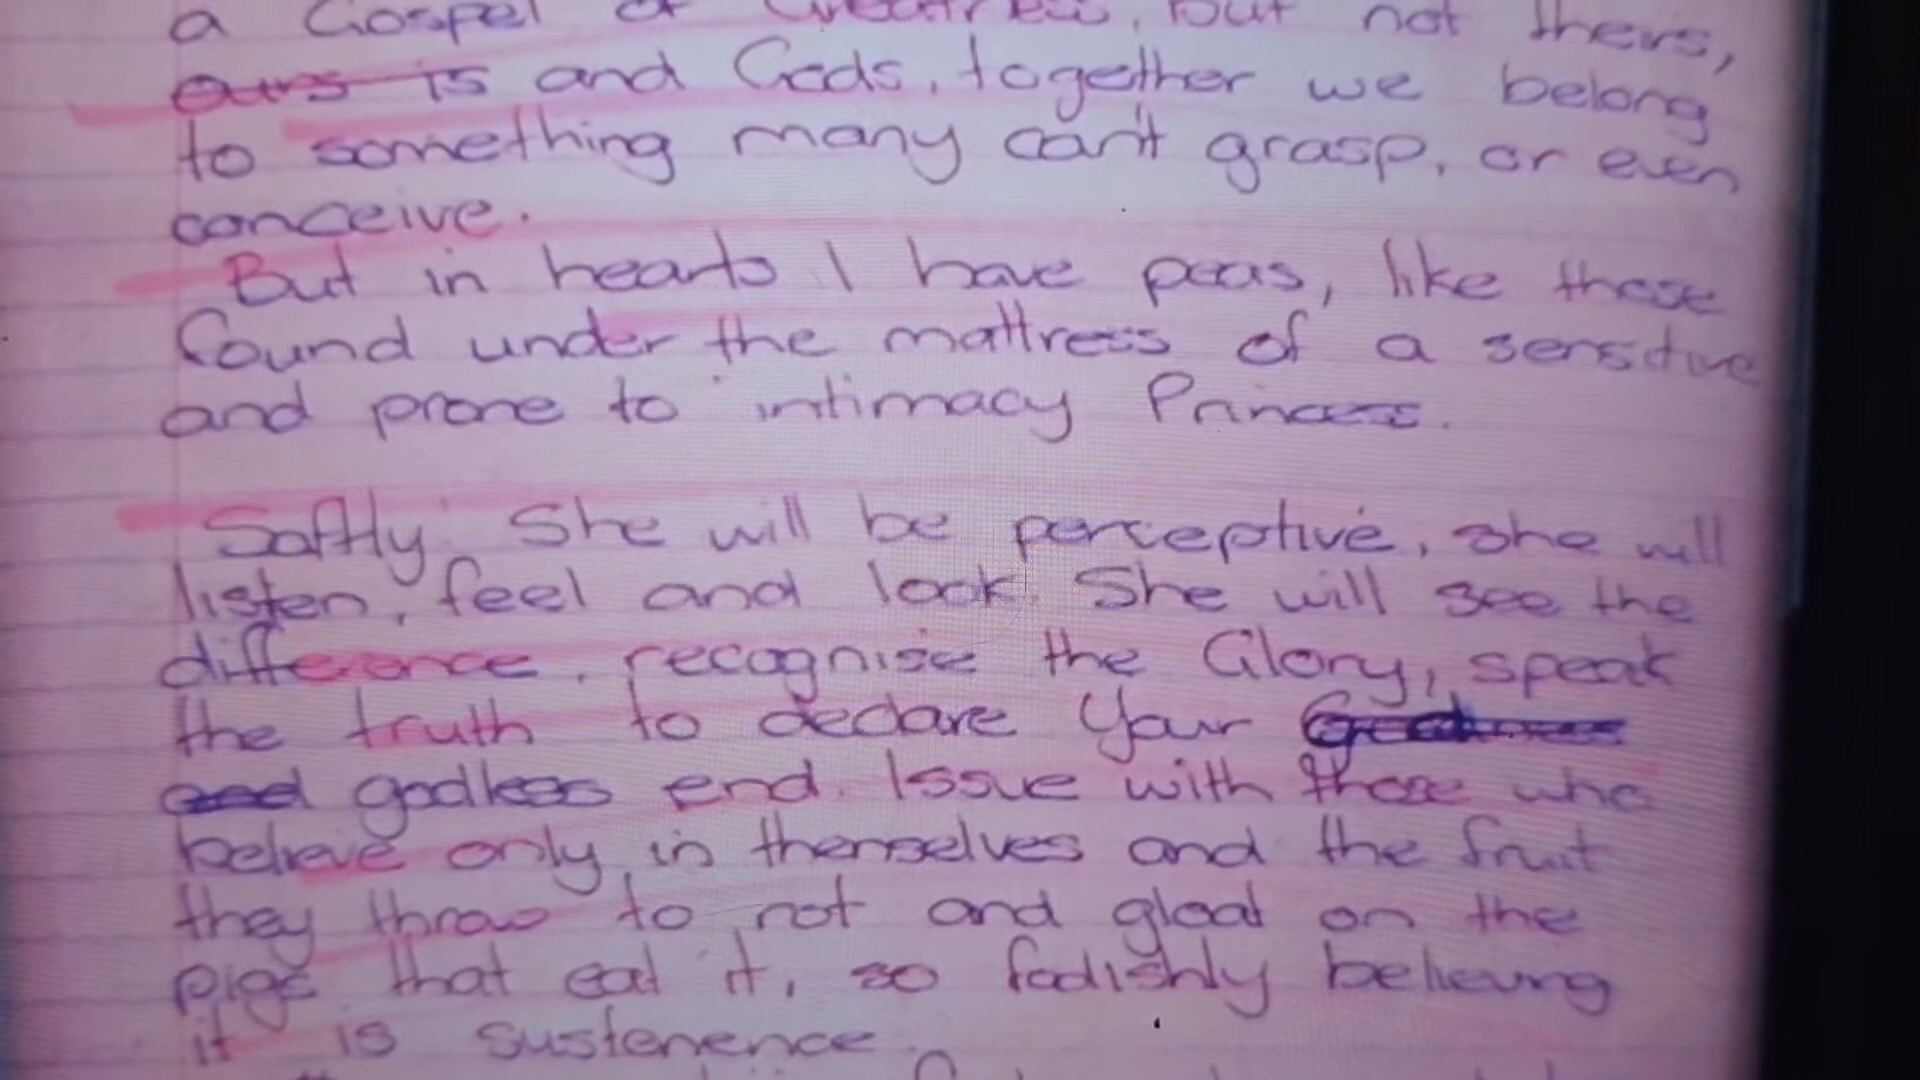 a Gospel of Greatness, but not theirs,
ours is and Gods, together we belong
to something many can't grasp, or even
conceive.
But in hearts I have peas, like those
found under the mattress of a sensitive
and prone to intimacy Princess.
Softly She will be perceptive, she will
listen, feel and look. She will see the
difference, recognise the Glory, speak
the truth to declare your
and godless end. Issue with those who
believe only in themselves and the fruit
they throw to rot and gloat on the
pigs that eat it, so foolishly believing
it is sustenence.